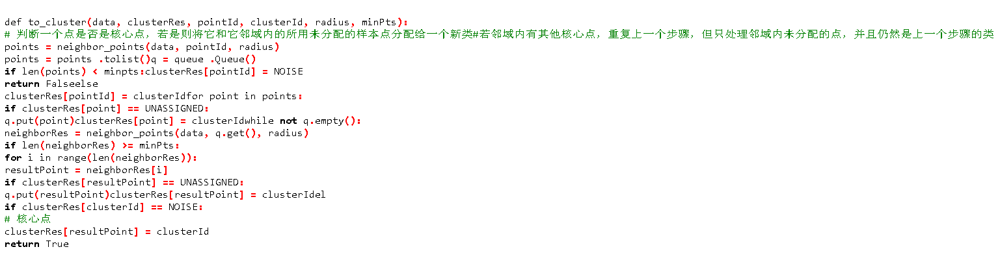 def to_cluster(data, clusterRes, pointId, clusterId, radius, minPts):
# 判断一个点是否是核心点，若是则将它和它邻域内的所用未分配的样本点分配给一个新类#若邻域内有其他核心点，重复上一个步骤，但只处理邻域内未分配的点，并且仍然是上一个步骤的类
points = neighbor_points(data, pointId, radius)
points = points .tolist()q = queue .Queue()
if len(points) < minpts:clusterRes[pointId] = NOISE
return Falseelse
clusterRes[pointId] = clusterIdfor point in points:
if clusterRes[point] == UNASSIGNED:
q.put(point)clusterRes[point] = clusterIdwhile not q.empty():
neighborRes = neighbor_points(data, q.get(), radius)
if len(neighborRes) >= minPts:
for i in range(len(neighborRes)):
resultPoint = neighborRes[i]
if clusterRes[resultPoint] == UNASSIGNED:
q.put(resultPoint)clusterRes[resultPoint] = clusterIdel
if clusterRes[clusterId] == NOISE:
# 核心点
clusterRes[resultPoint] = clusterId
return True